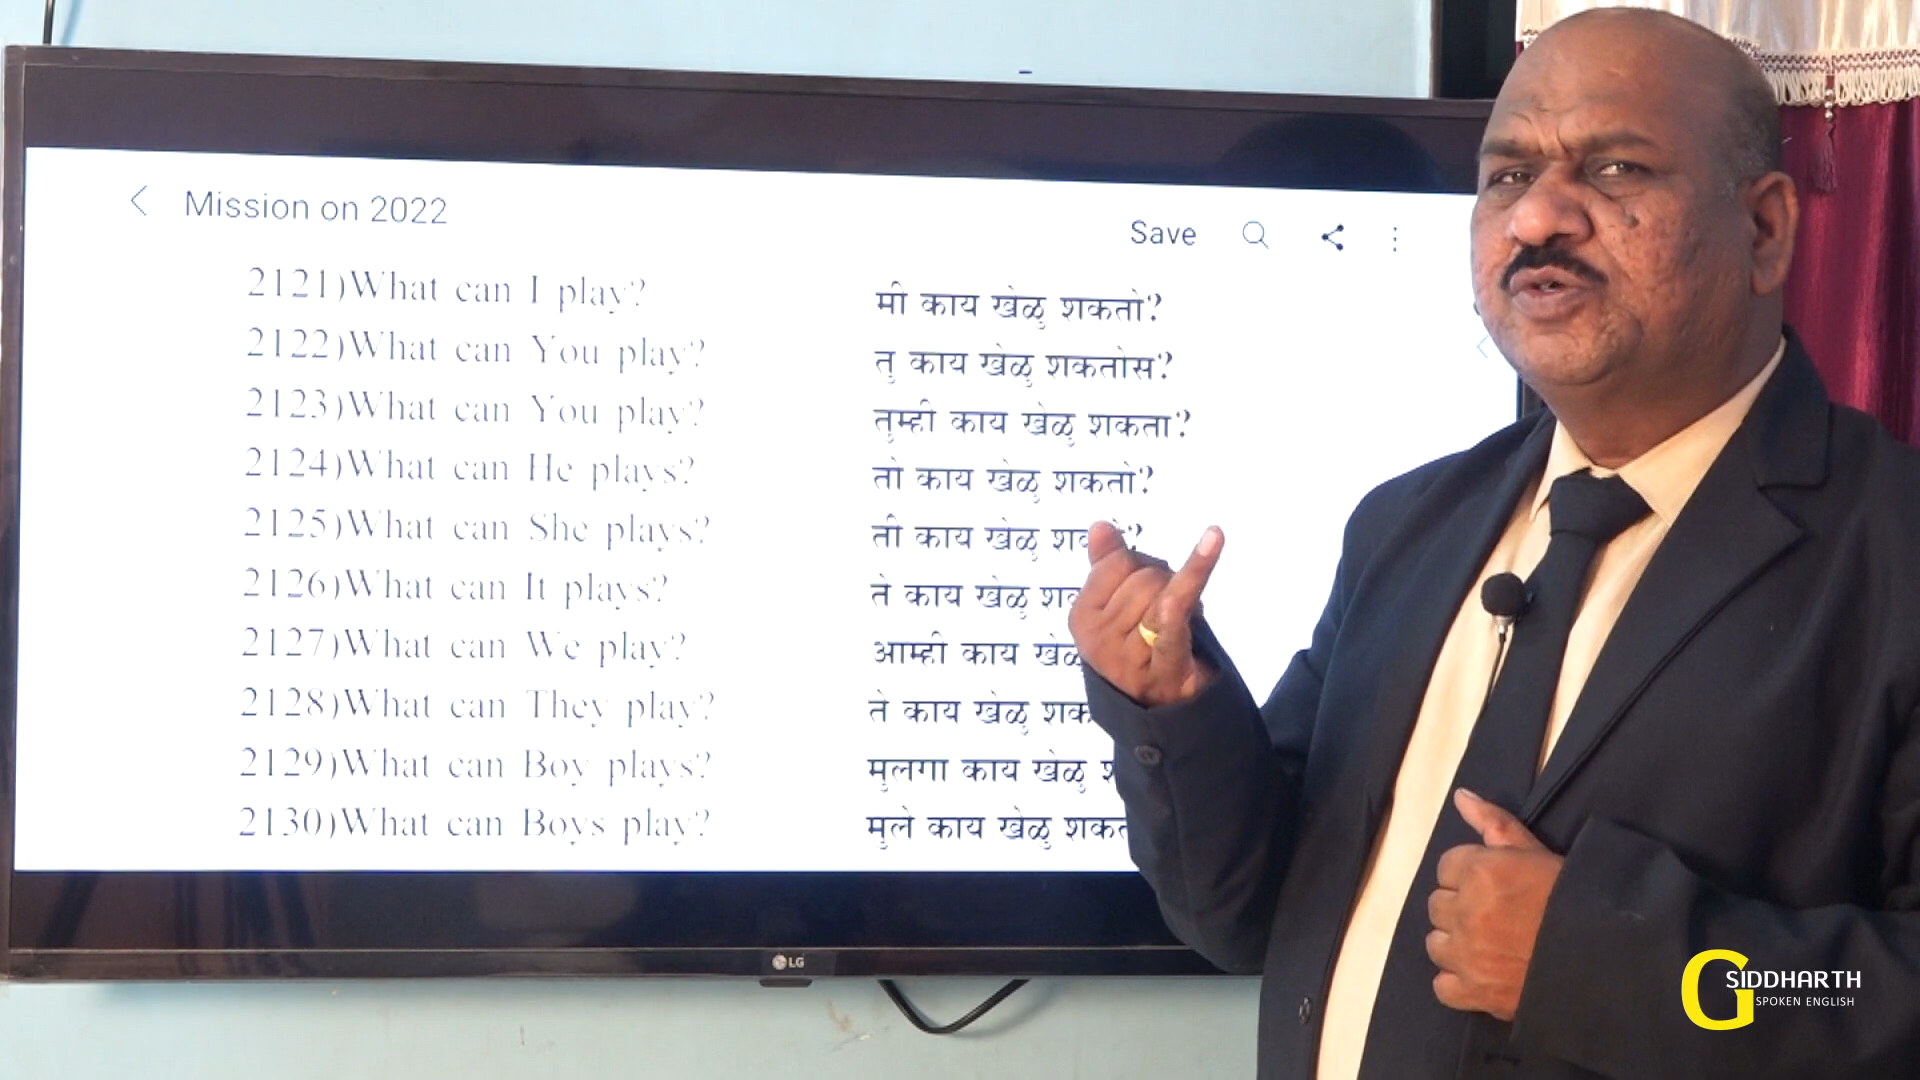 Mission on 2022
Save
2121)What can I play? मी काय खेळु शकतो?
2122)What can You play? तु काय खेळु शकतोस?
2123)What can You play? तुम्ही काय खेळु शकता?
2124)What can He plays? तो काय खेळु शकतो?
2125)What can She plays? ती काय खेळु
2126)What can It plays? ते काय खेळु
2127)What can We play? आम्ही काय
2128)What can They play? ते काय खेळु
2129)What can Boy plays? मुलगा काय खेळु
2130)What can Boys play? मुले काय खेळु
LG
G SIDDHARTH
SPOKEN ENGLISH